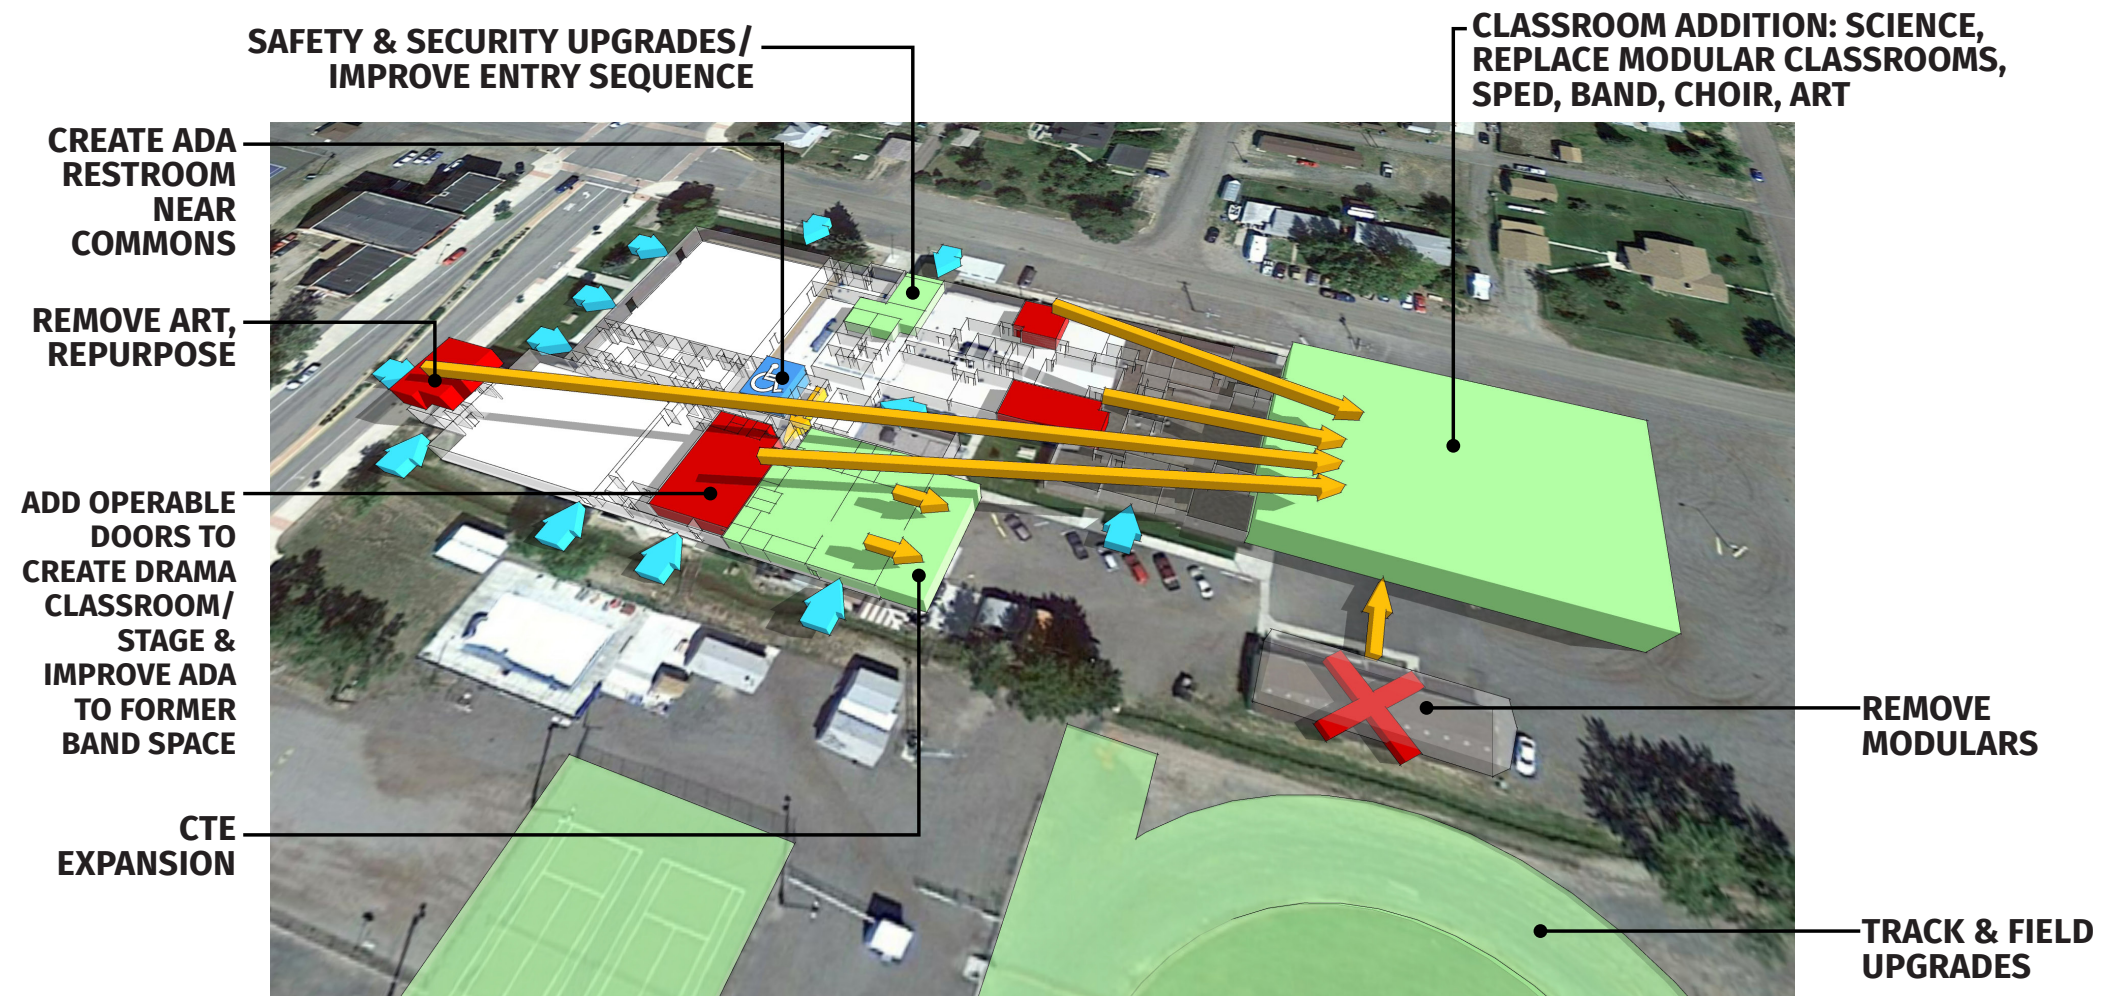 SAFETY & SECURITY UPGRADES/
IMPROVE ENTRY SEQUENCE
CLASSROOM ADDITION: SCIENCE,
REPLACE MODULAR CLASSROOMS,
SPED, BAND, CHOIR, ART
CREATE ADA
RESTROOM
NEAR
COMMONS
REMOVE ART,
REPURPOSE
ADD OPERABLE
DOORS TO
CREATE DRAMA
CLASSROOM/
STAGE &
IMPROVE ADA
TO FORMER
BAND SPACE
CTE
EXPANSION
REMOVE
MODULARS
TRACK & FIELD
UPGRADES